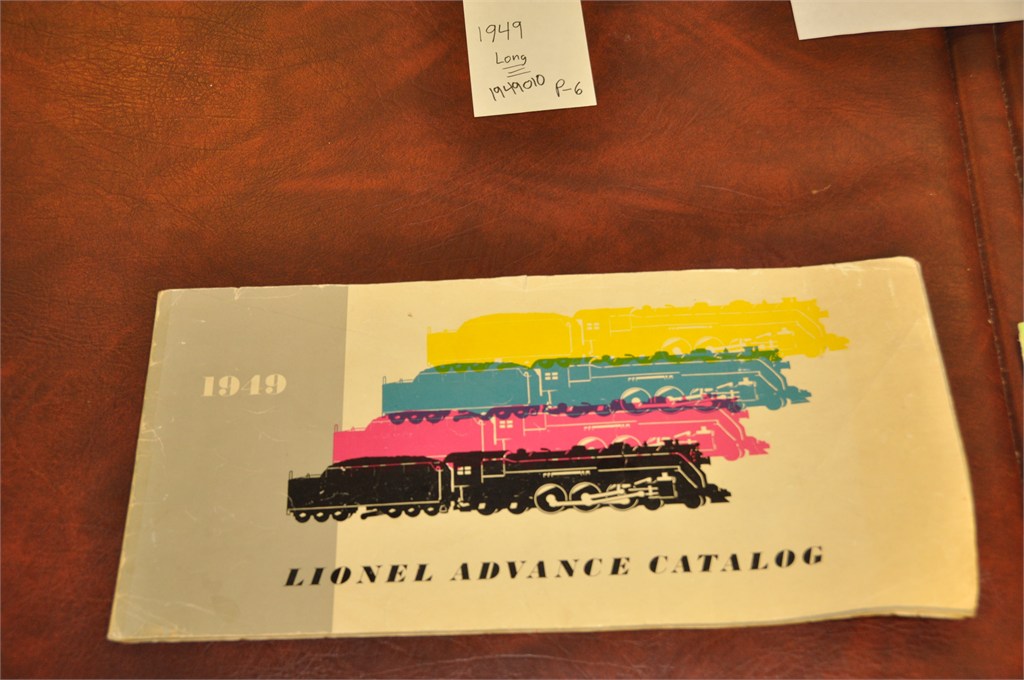 1949
Long
1949010 P-6
1949
LIONEL ADVANCE CATALOG